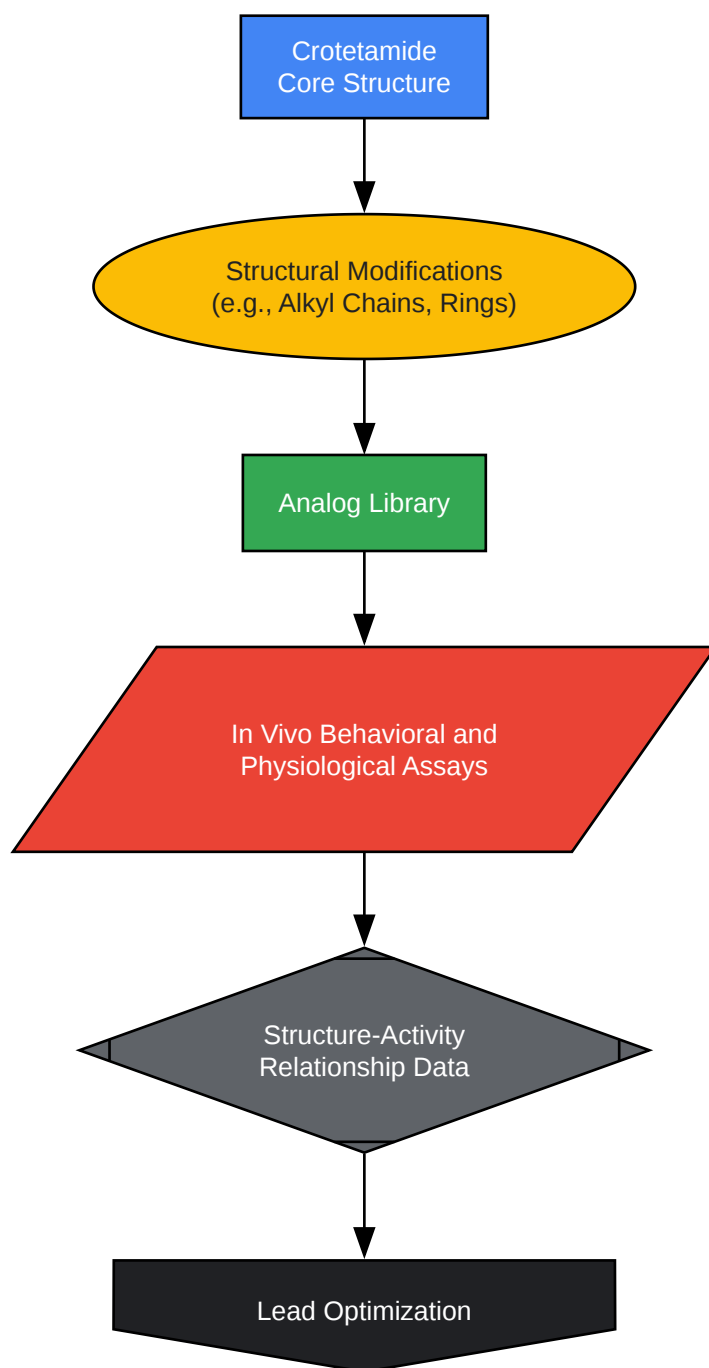 Crotetamide
Core Structure
Structural Modifications
(e.g., Alkyl Chains, Rings)
Analog Library
In Vivo Behavioral and
Physiological Assays
Structure-Activity
Relationship Data
Lead Optimization